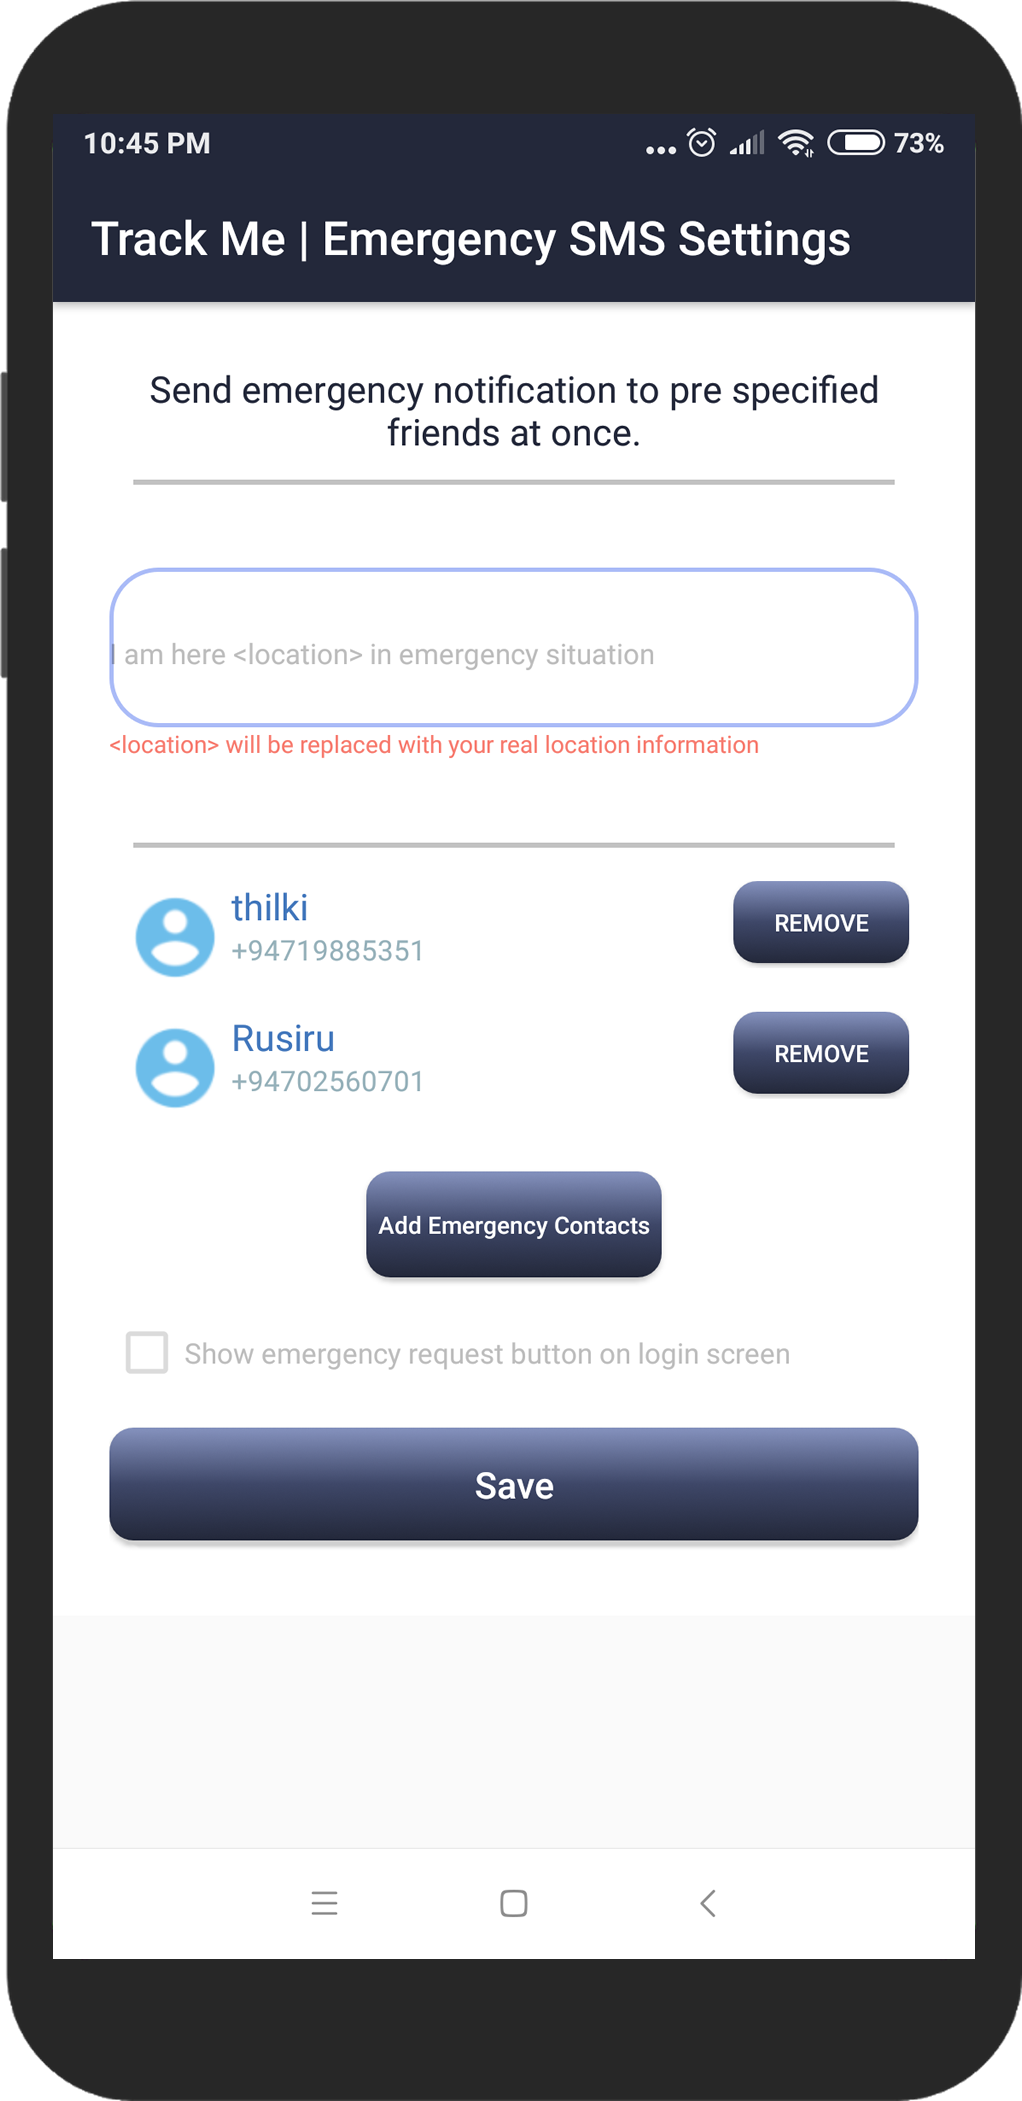 10:45 PM
73%
Track Me | Emergency SMS Settings
Send emergency notification to pre specified
friends at once.
I am here <location> in emergency situation
<location> will be replaced with your real location information
thilki
+94719885351
REMOVE
Rusiru
+94702560701
REMOVE
Add Emergency Contacts
Show emergency request button on login screen
Save